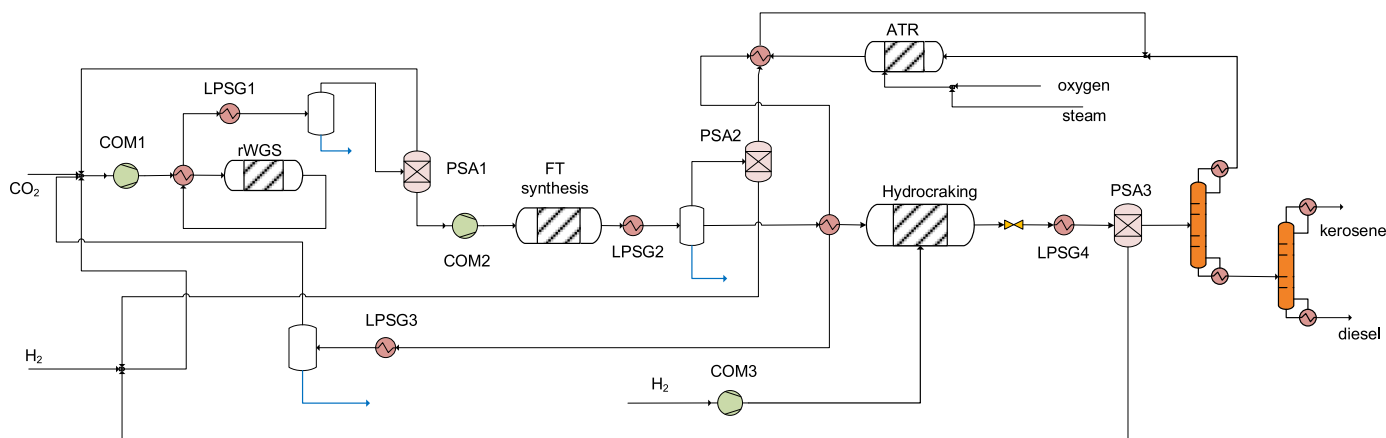 ATR
LPSG1
oxygen
steam
COM1
rWGS
PSA1
PSA2
FT
synthesis
CO2
Hydrocraking
PSA3
COM2
LPSG2
LPSG4
kerosene
LPSG3
diesel
H2
COM3
H2